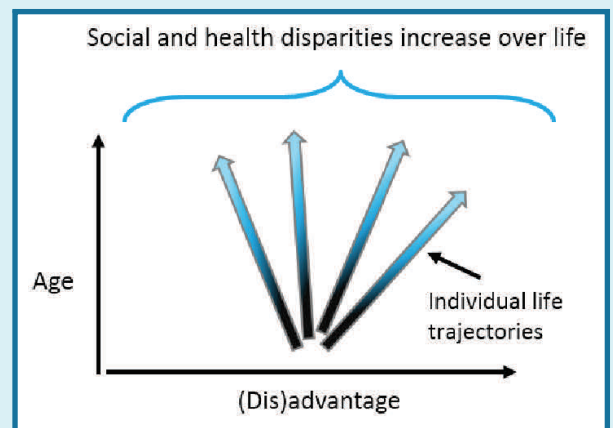 Social and health disparities increase over life
Age
Individual life
trajectories
(Dis)advantage